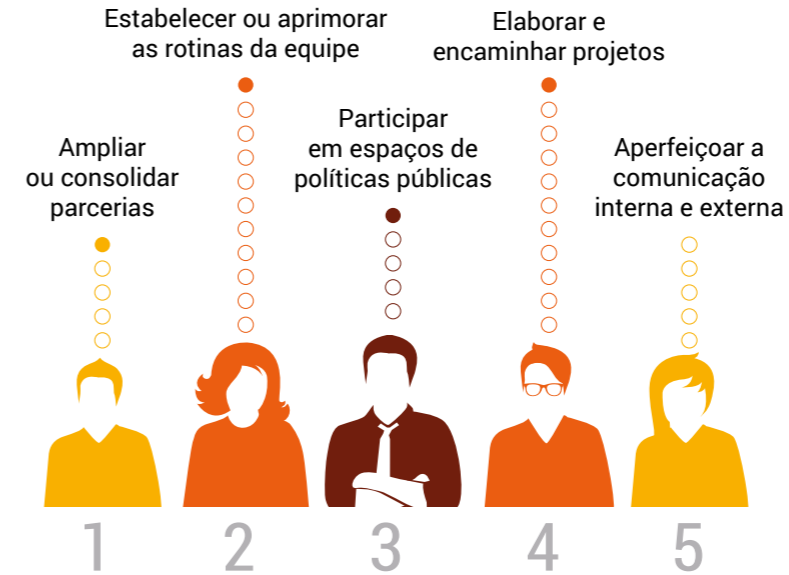 Ampliar
ou consolidar
parcerias
Estabelecer ou aprimorar
as rotinas da equipe
Participar
em espaços de
políticas públicas
Elaborar e
encaminhar projetos
Aperfeiçoar a
comunicação
interna e externa
1 2 3 4 5